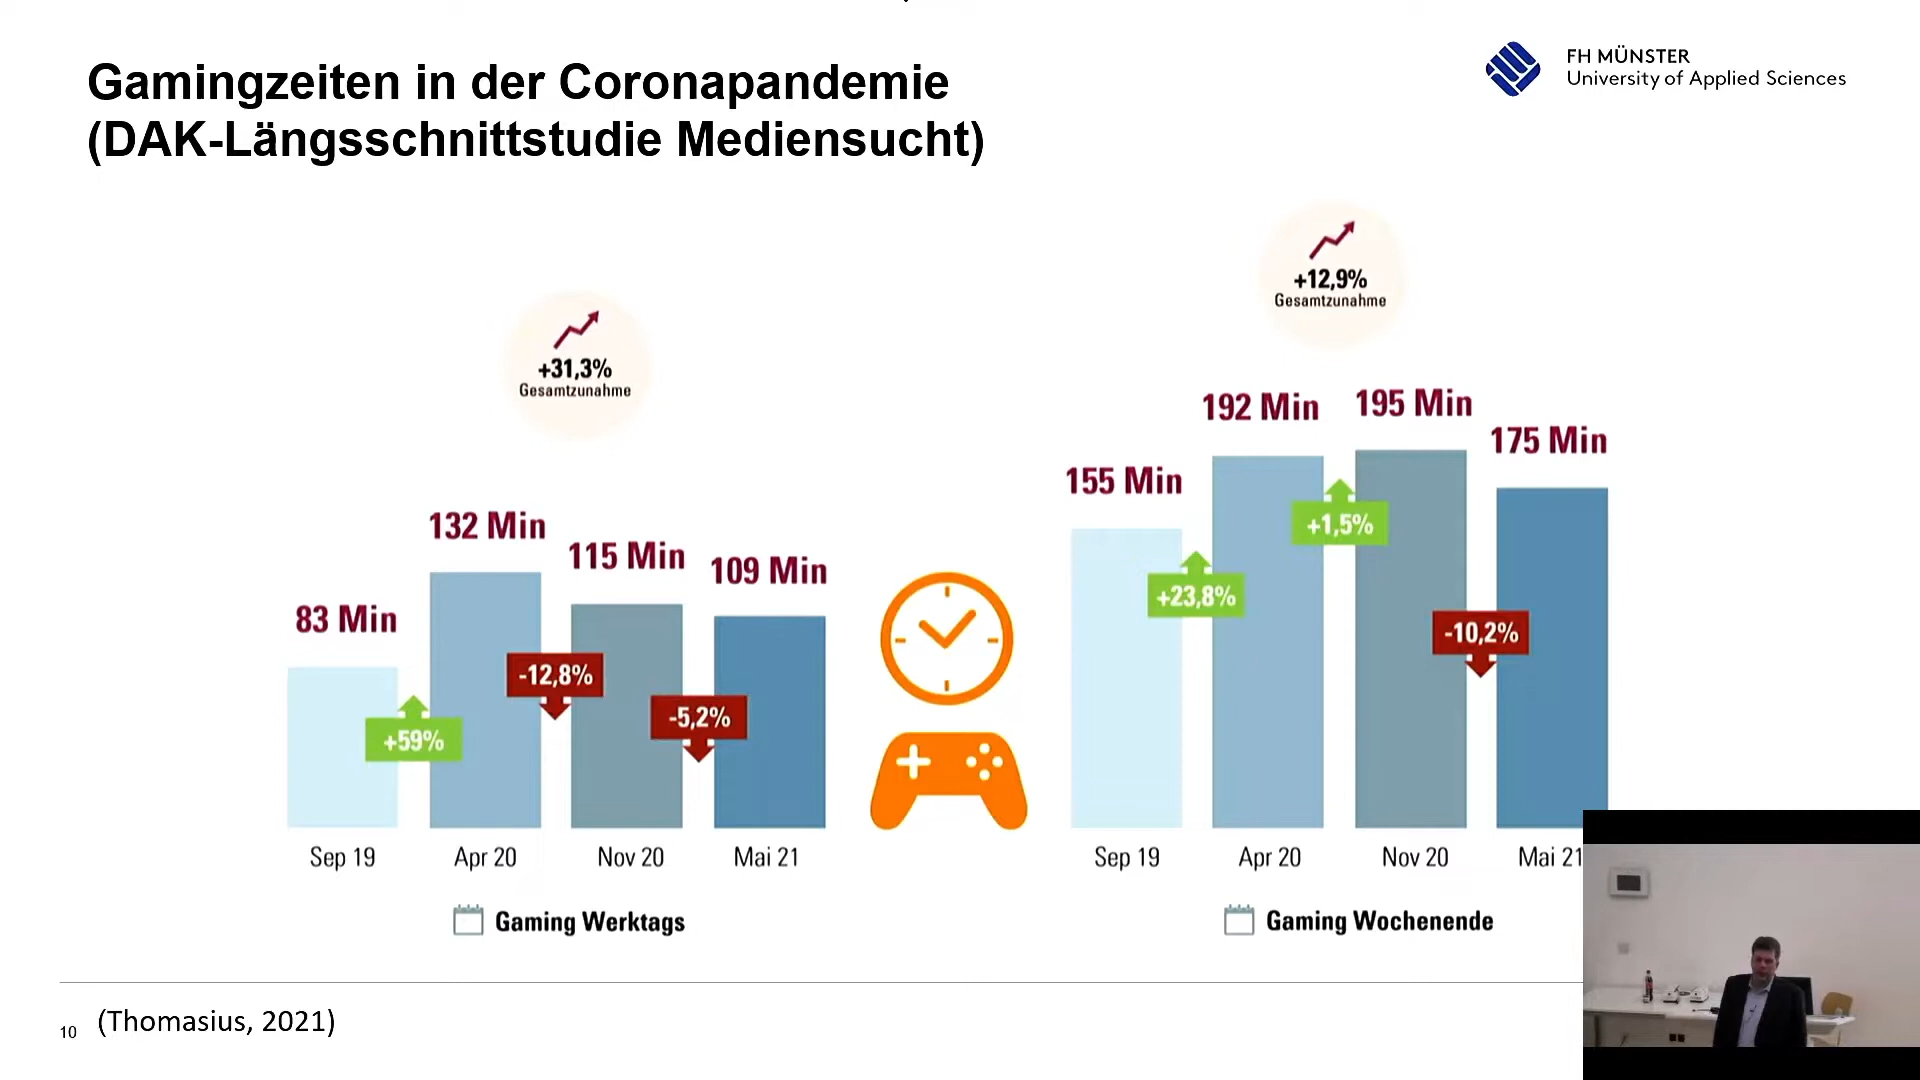 Gamingzeiten in der Coronapandemie
(DAK-Längsschnittstudie Mediensucht)
FH MÜNSTER
University of Applied Sciences
+31,3%
Gesamtzunahme
83 Min
132 Min
115 Min
109 Min
+59%
-12,8%
-5,2%
Sep 19
Apr 20
Nov 20
Mai 21
Gaming Werktags
+12,9%
Gesamtzunahme
155 Min
192 Min
195 Min
175 Min
+23,8%
+1,5%
-10,2%
Sep 19
Apr 20
Nov 20
Mai 21
Gaming Wochenende
10
(Thomasius, 2021)